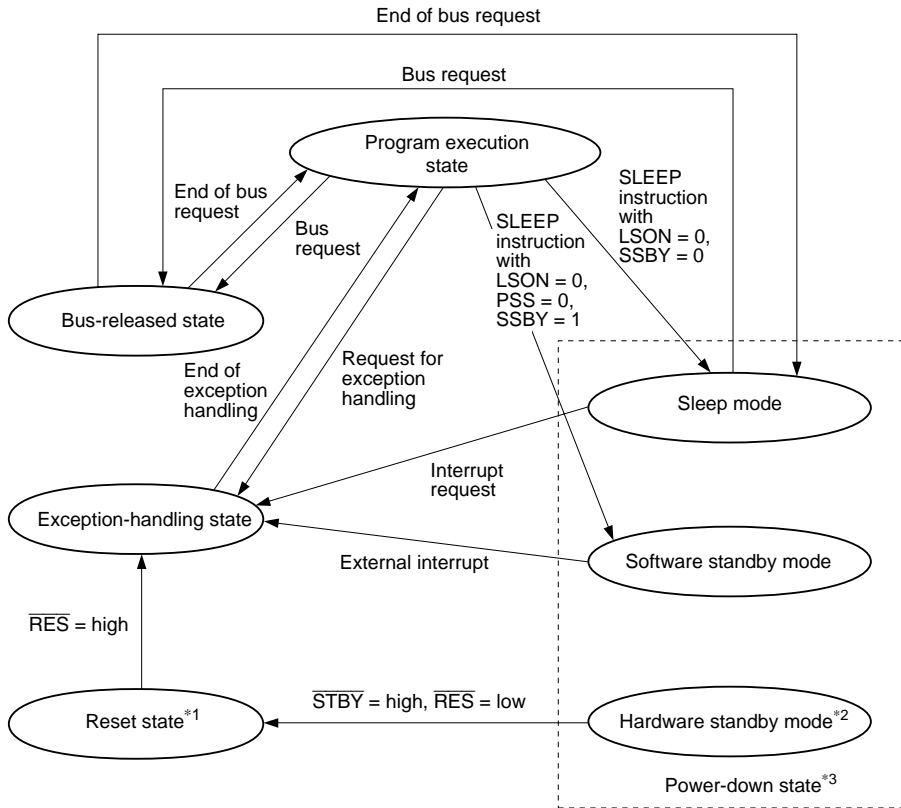 End of bus request
Bus request
Program execution
state
End of bus
request
Bus
request
SLEEP
instruction
with
LSON = 0,
PSS = 0,
SSBY = 1
SLEEP
instruction
with
LSON = 0,
SSBY = 0
Bus-released state
End of
exception
handling
Request for
exception
handling
Sleep mode
Interrupt
request
Exception-handling state
External interrupt
Software standby mode
R̅E̅S̅ = high
S̅T̅B̅Y̅ = high, R̅E̅S̅ = low
Reset state*1
Hardware standby mode*2
Power-down state*3